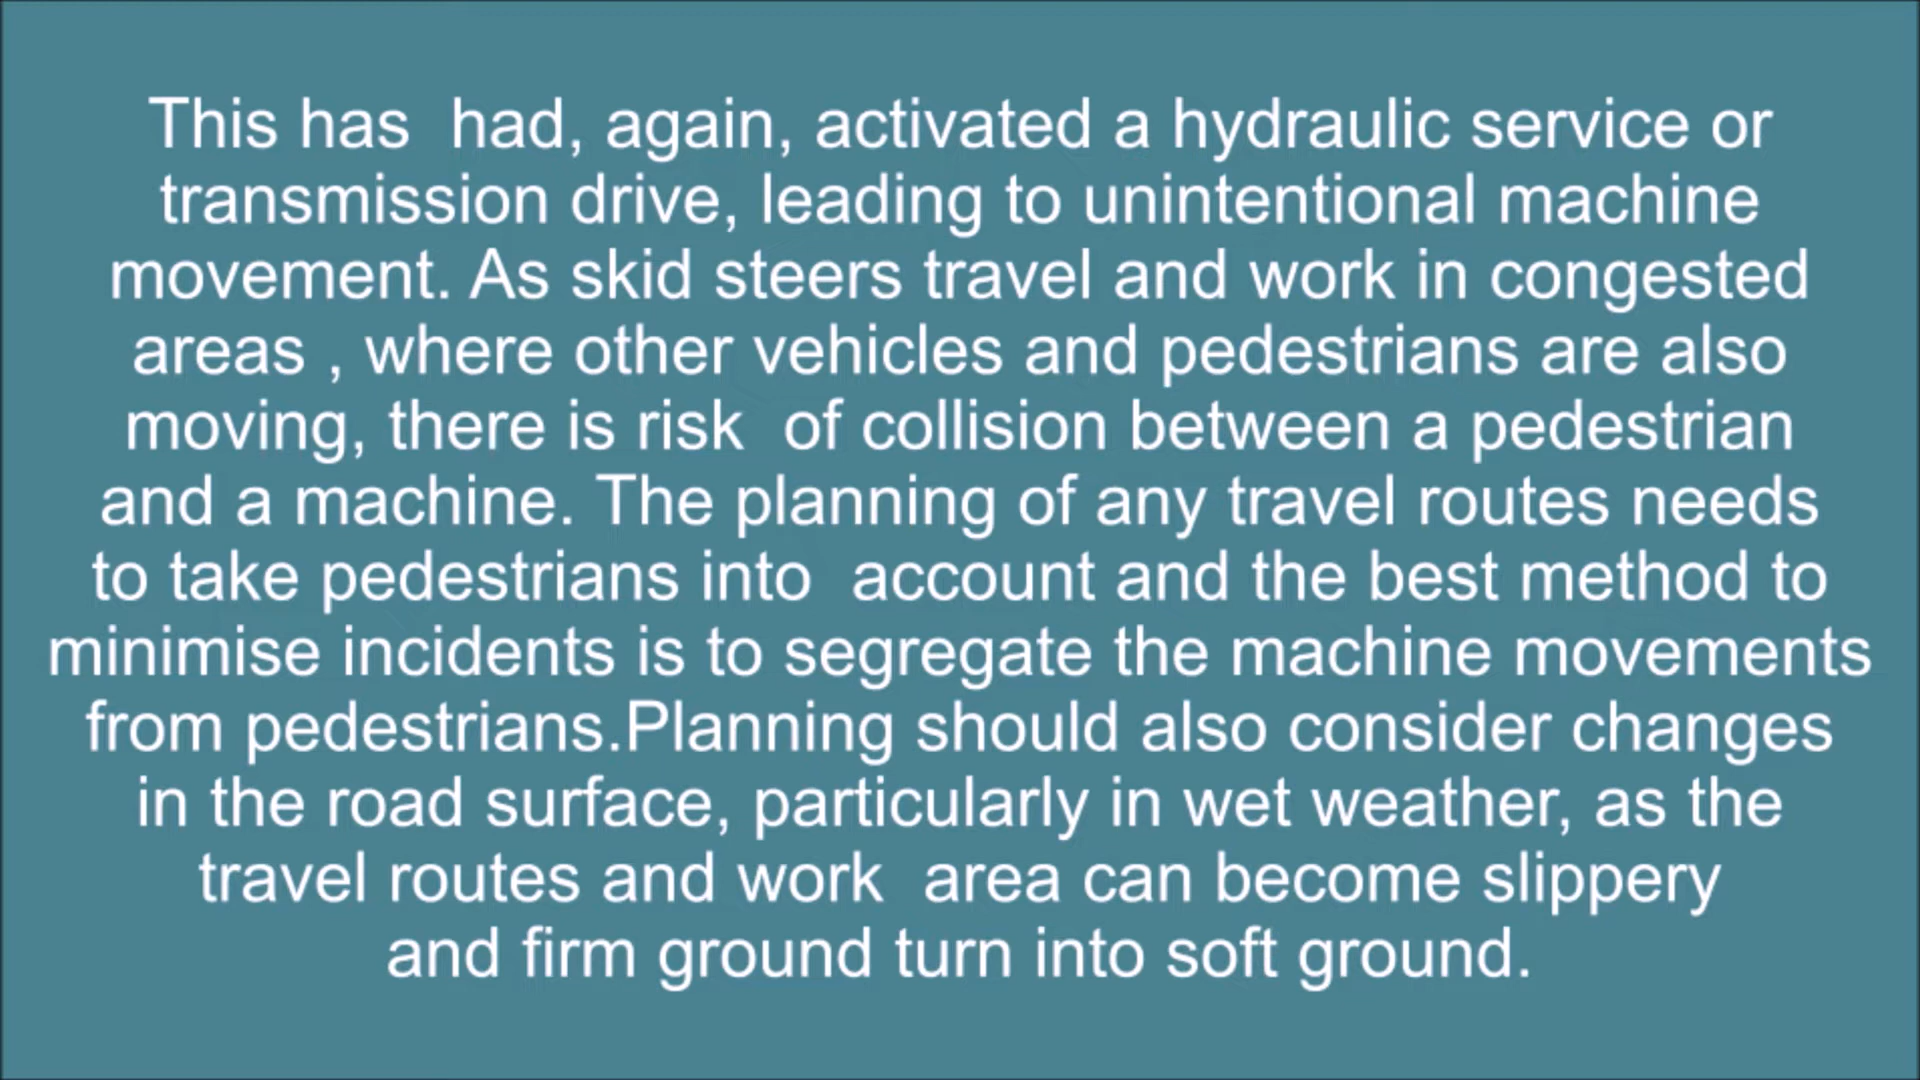 This has  had, again, activated a hydraulic service or
transmission drive, leading to unintentional machine
movement. As skid steers travel and work in congested
areas , where other vehicles and pedestrians are also
moving, there is risk  of collision between a pedestrian
and a machine. The planning of any travel routes needs
to take pedestrians into  account and the best method to
minimise incidents is to segregate the machine movements
from pedestrians.Planning should also consider changes
in the road surface, particularly in wet weather, as the
travel routes and work  area can become slippery
and firm ground turn into soft ground.